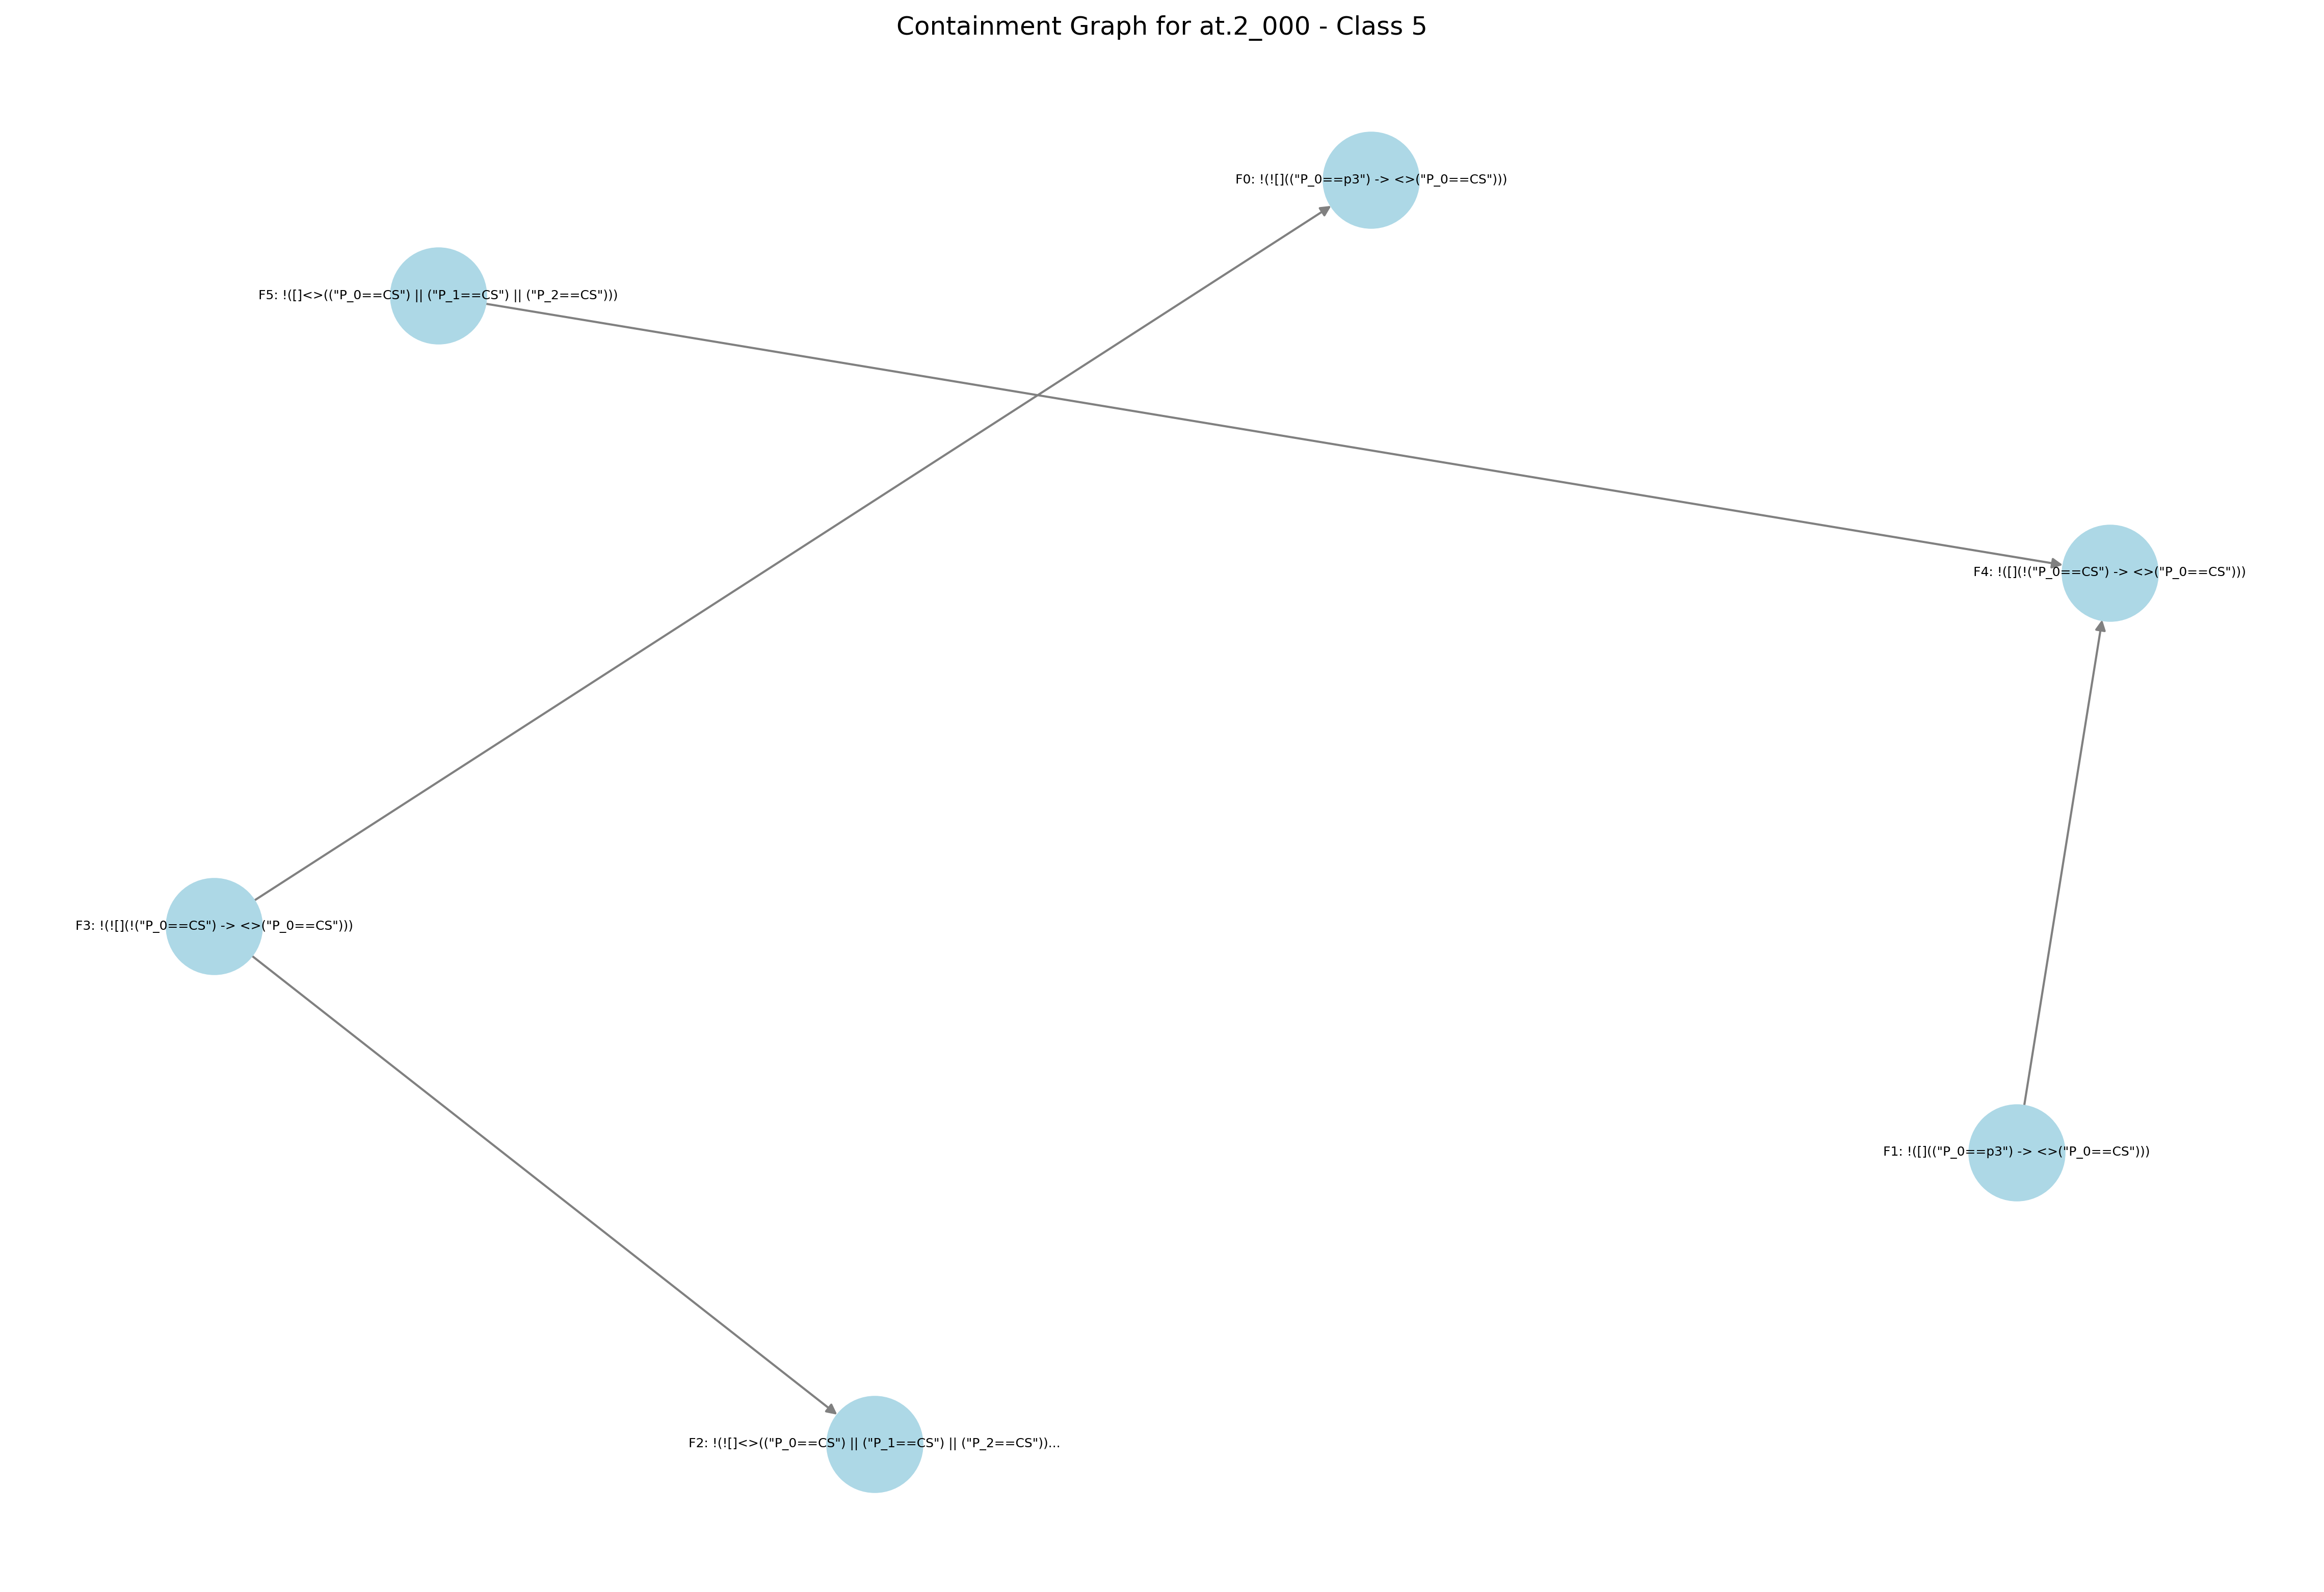 Containment Graph for at.2_000 - Class 5
F0: !(![](("P_0==p3") -> <>("P_0==CS")))
F5: !([]<>(("P_0==CS") || ("P_1==CS") || ("P_2==CS")))
F4: !([](!("P_0==CS") -> <>("P_0==CS")))
F3: !(![](!("P_0==CS") -> <>("P_0==CS")))
F1: !([](("P_0==p3") -> <>("P_0==CS")))
F2: !(![]<>(("P_0==CS") || ("P_1==CS") || ("P_2==CS"))...